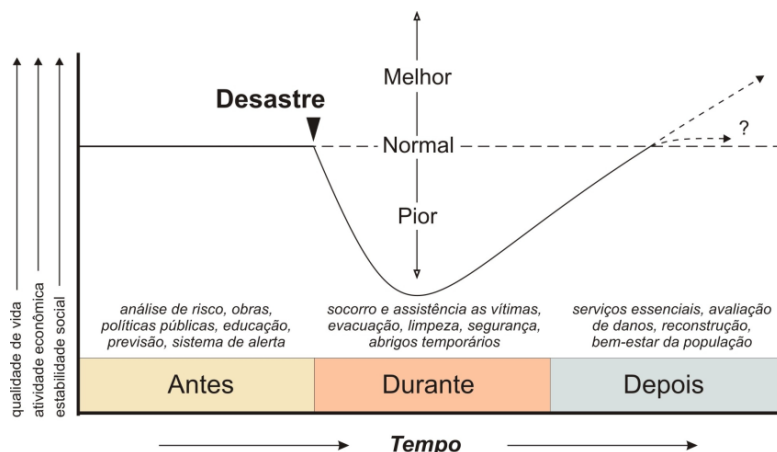 Melhor
Desastre
Normal
?
Pior
qualidade de vida
atividade econômica
estabilidade social
análise de risco, obras,
políticas públicas, educação,
previsão, sistema de alerta
socorro e assistência as vítimas,
evacuação, limpeza, segurança,
abrigos temporários
serviços essenciais, avaliação
de danos, reconstrução,
bem-estar da população
Antes
Durante
Depois
Tempo